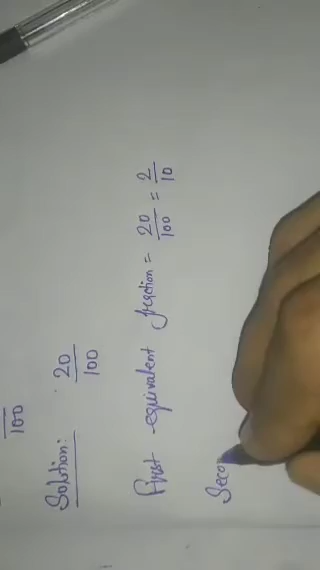 100
Solution: 20/100
First equivalent fraction = 20/100 = 2/10
Seco